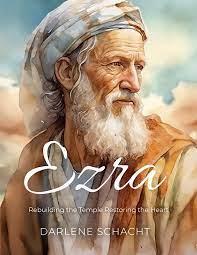 Ezra
Rebuilding the Temple Restoring the Heart
DARLENE SCHACHT